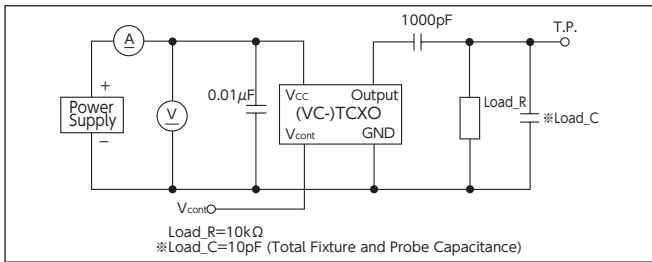 1000pF
T.P.
A
+
Power
Supply
−
V
0.01μF
Vcc Output
(VC-)TCXO
Vcont GND
Load_R
※Load_C
Vcont
Load_R=10kΩ
※Load_C=10pF (Total Fixture and Probe Capacitance)